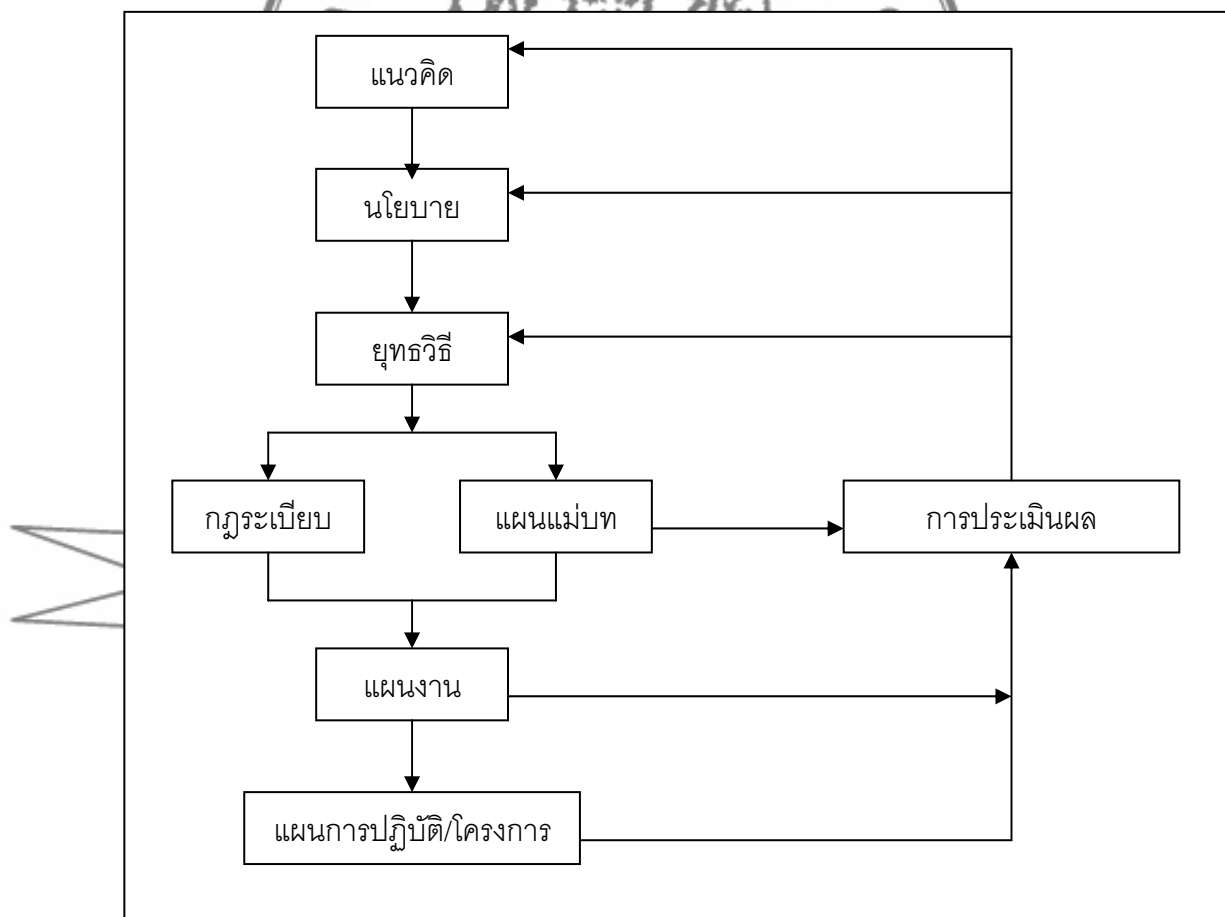 แนวคิด
นโยบาย
ยุทธวิธี
กฎระเบียบ
แผนแม่บท
การประเมินผล
แผนงาน
แผนการปฏิบัติ/โครงการ